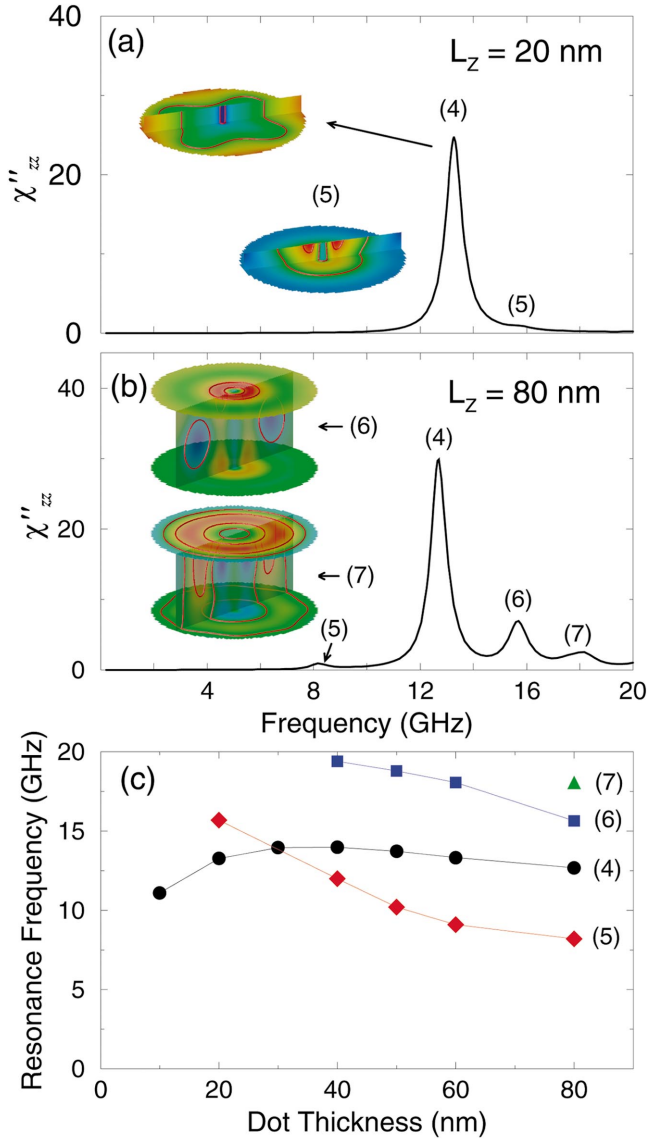 (a)
L_Z = 20 nm
40
20
0
χ''_zz
(4)
(5)
(5)
(b)
L_Z = 80 nm
40
20
0
χ''_zz
(6)
(7)
(5)
(4)
(6)
(7)
4 8 12 16 20
Frequency (GHz)
(c)
20
15
10
5
0
Resonance Frequency (GHz)
(7)
(6)
(4)
(5)
0 20 40 60 80
Dot Thickness (nm)